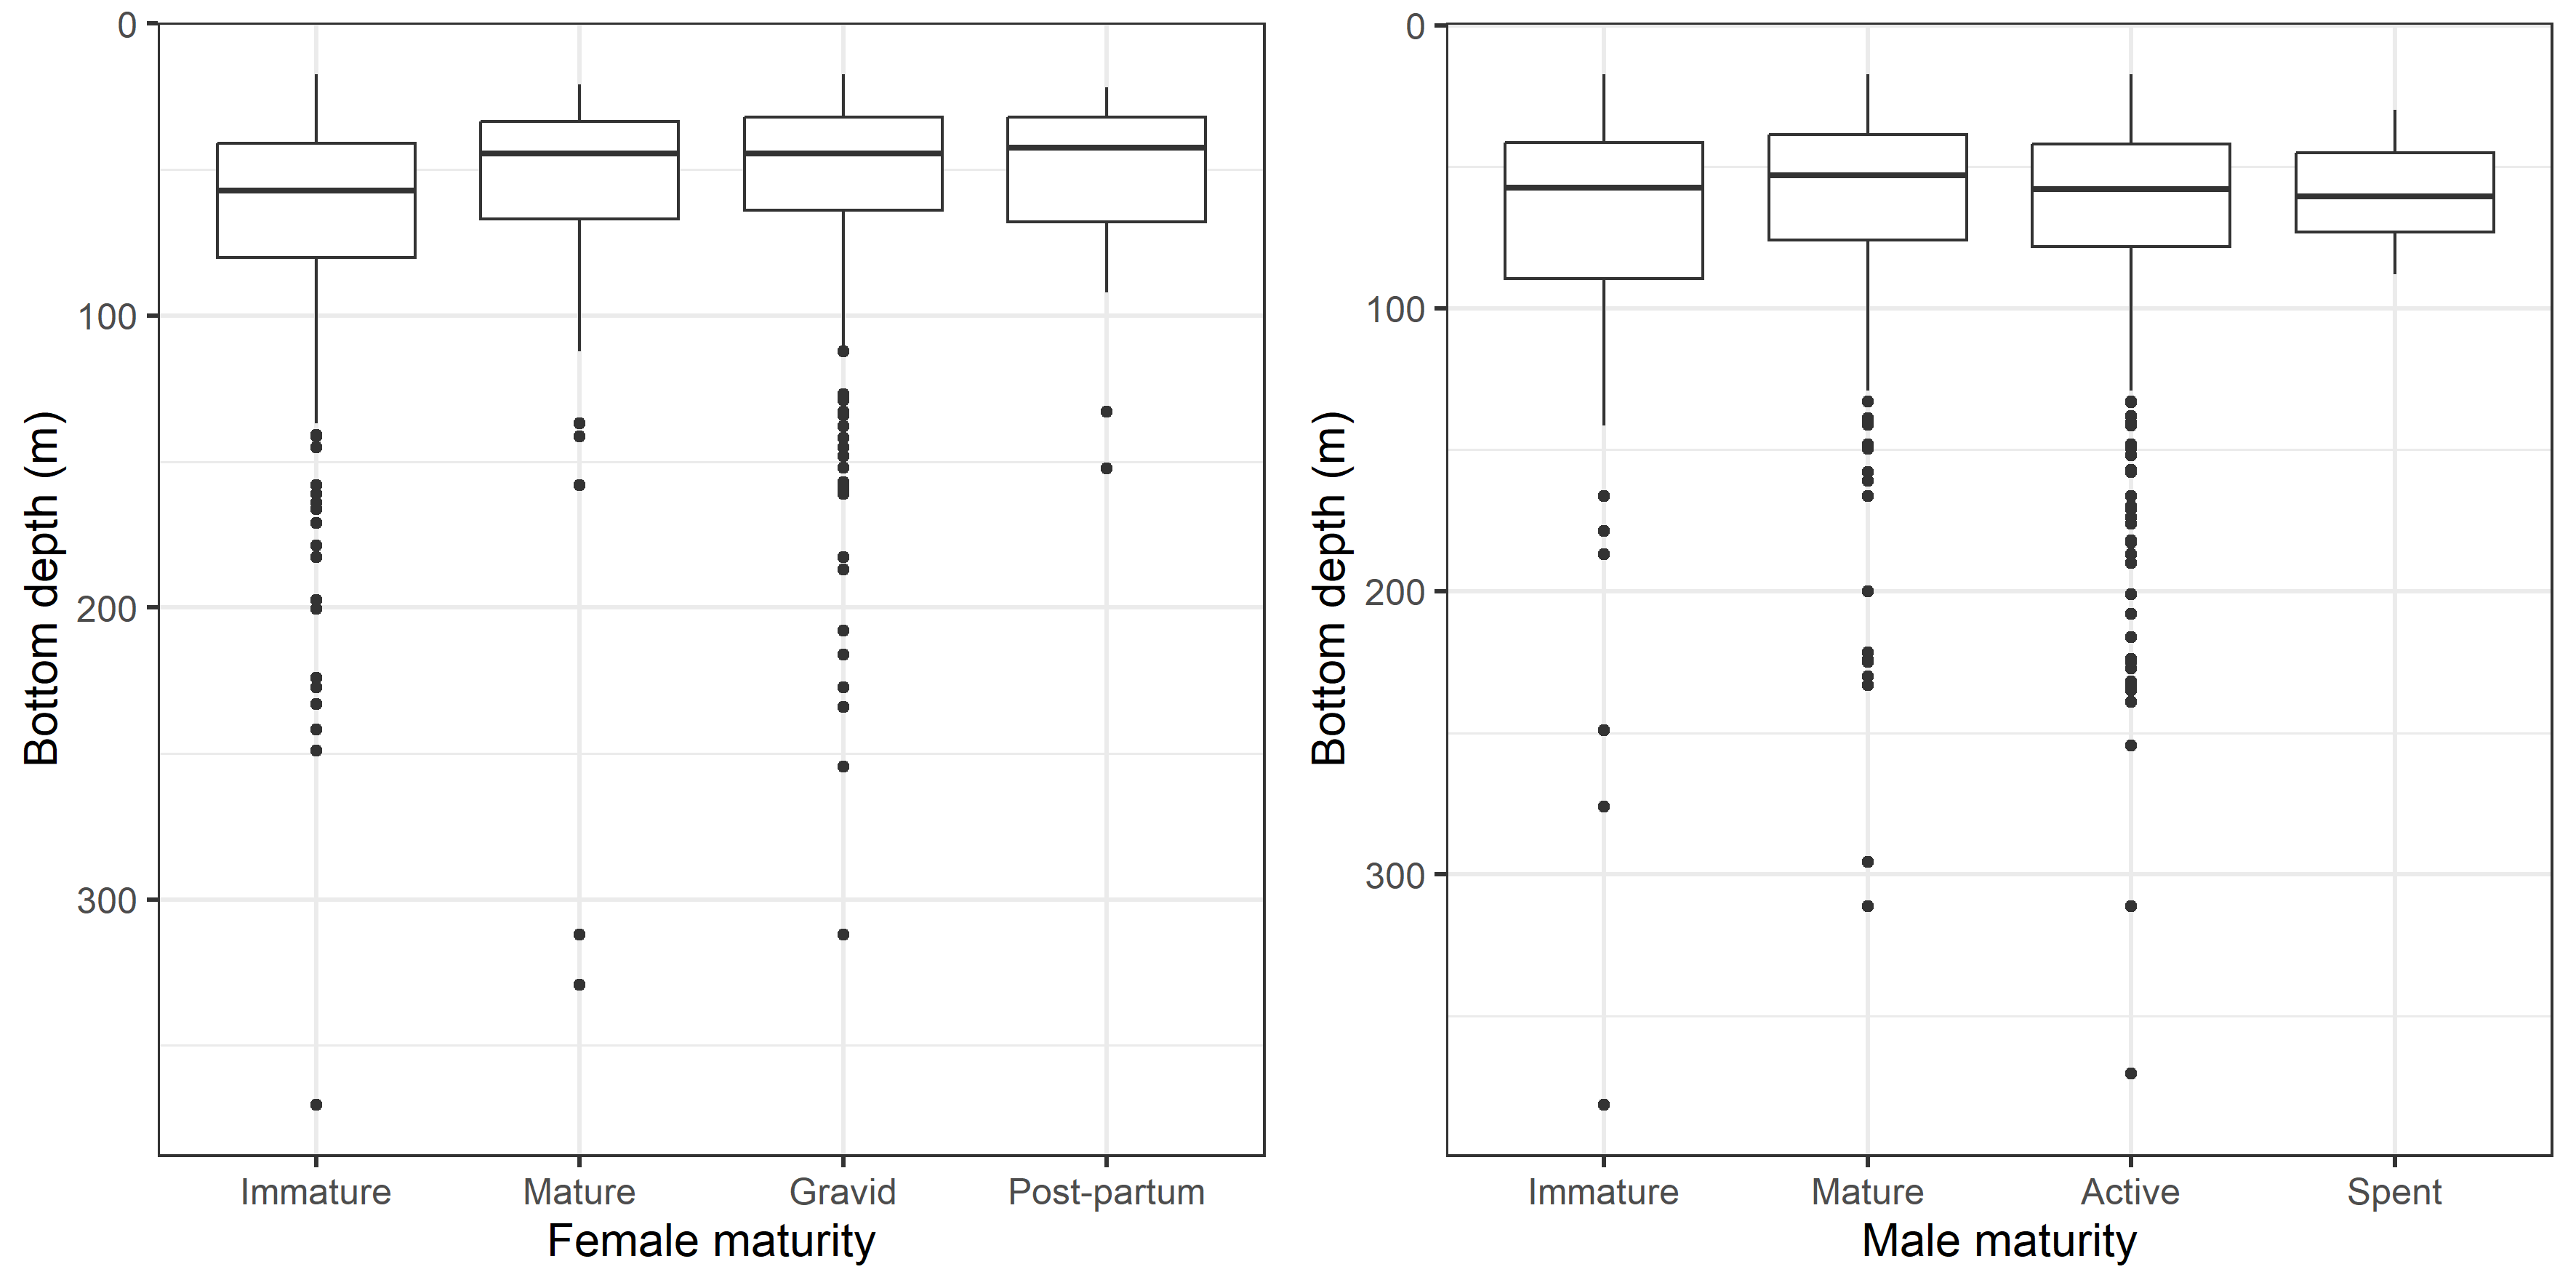 Bottom depth (m)
0
100
200
300
Immature Mature Gravid Post-partum
Female maturity
Bottom depth (m)
0
100
200
300
Immature Mature Active Spent
Male maturity